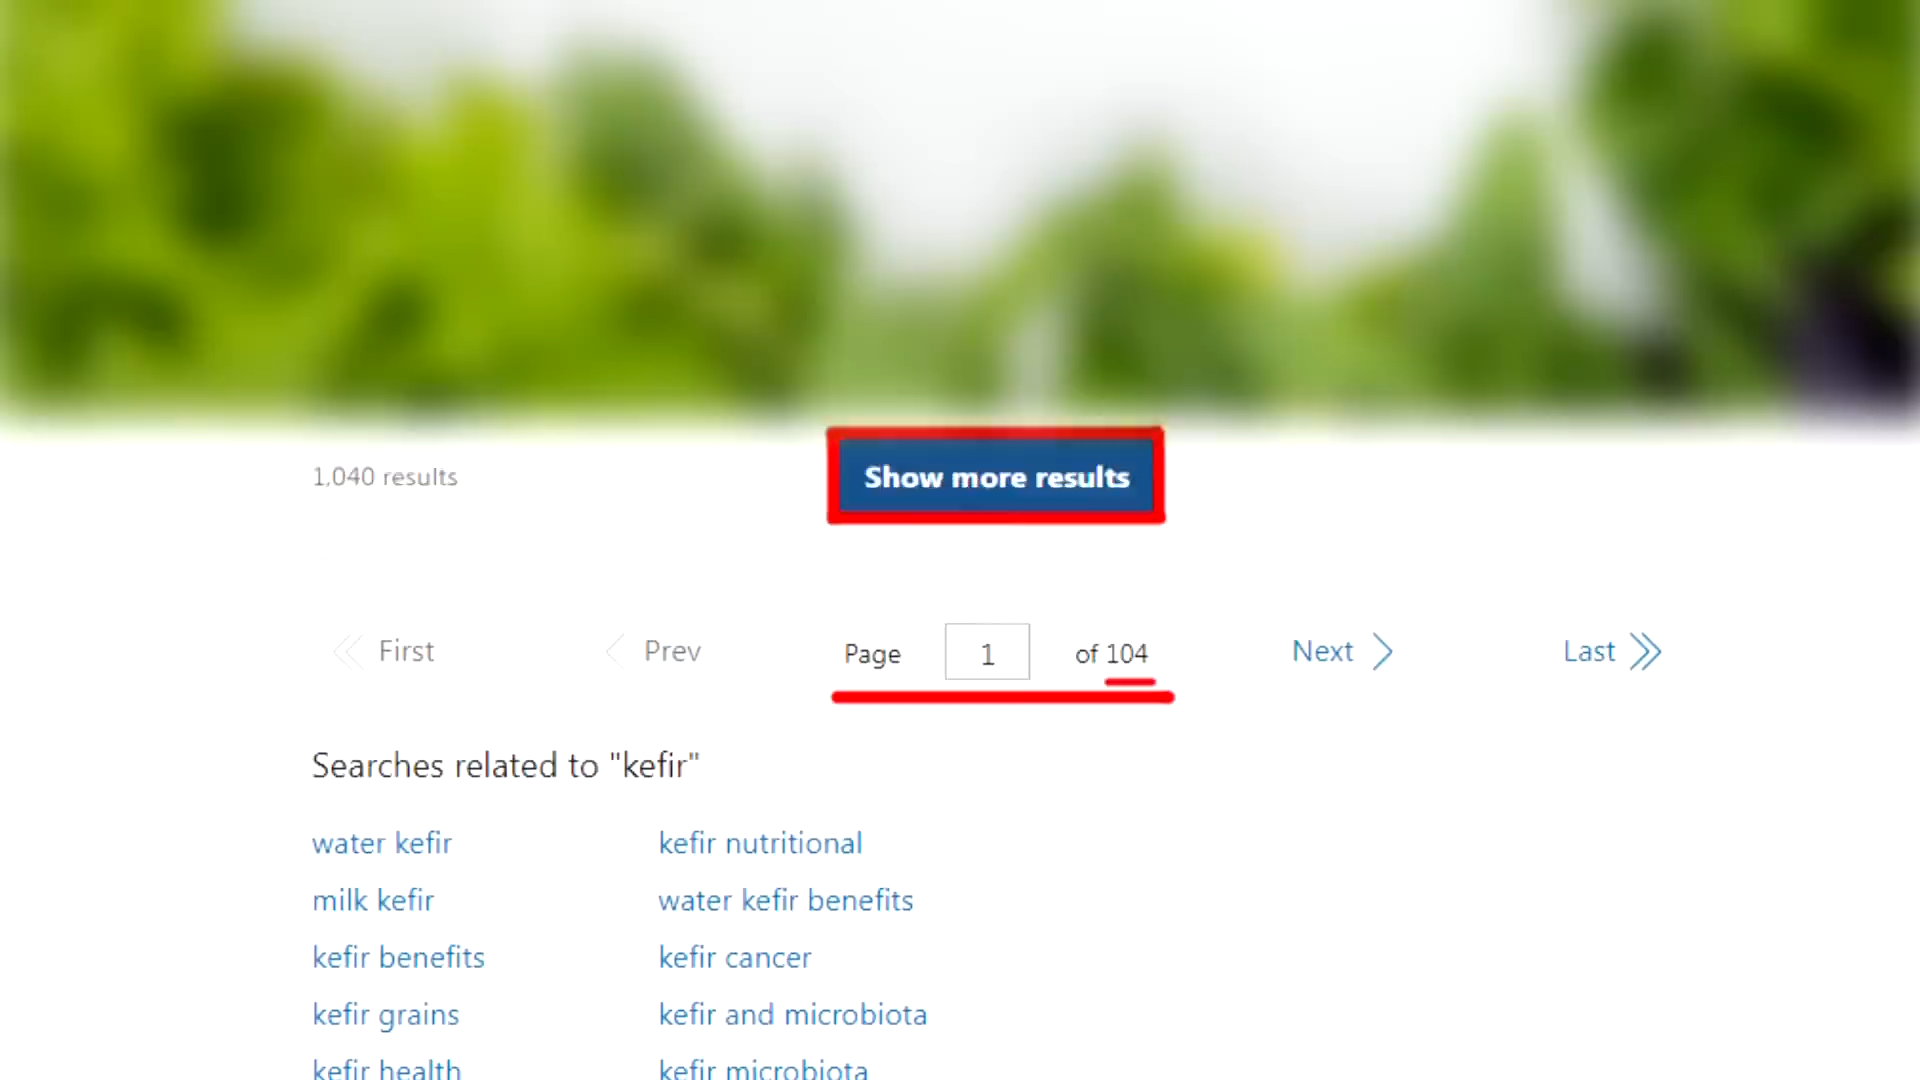 1,040 results
Show more results
First Prev Page 1 of 104 Next Last
Searches related to "kefir"
water kefir kefir nutritional
milk kefir water kefir benefits
kefir benefits kefir cancer
kefir grains kefir and microbiota
kefir health kefir microbiota